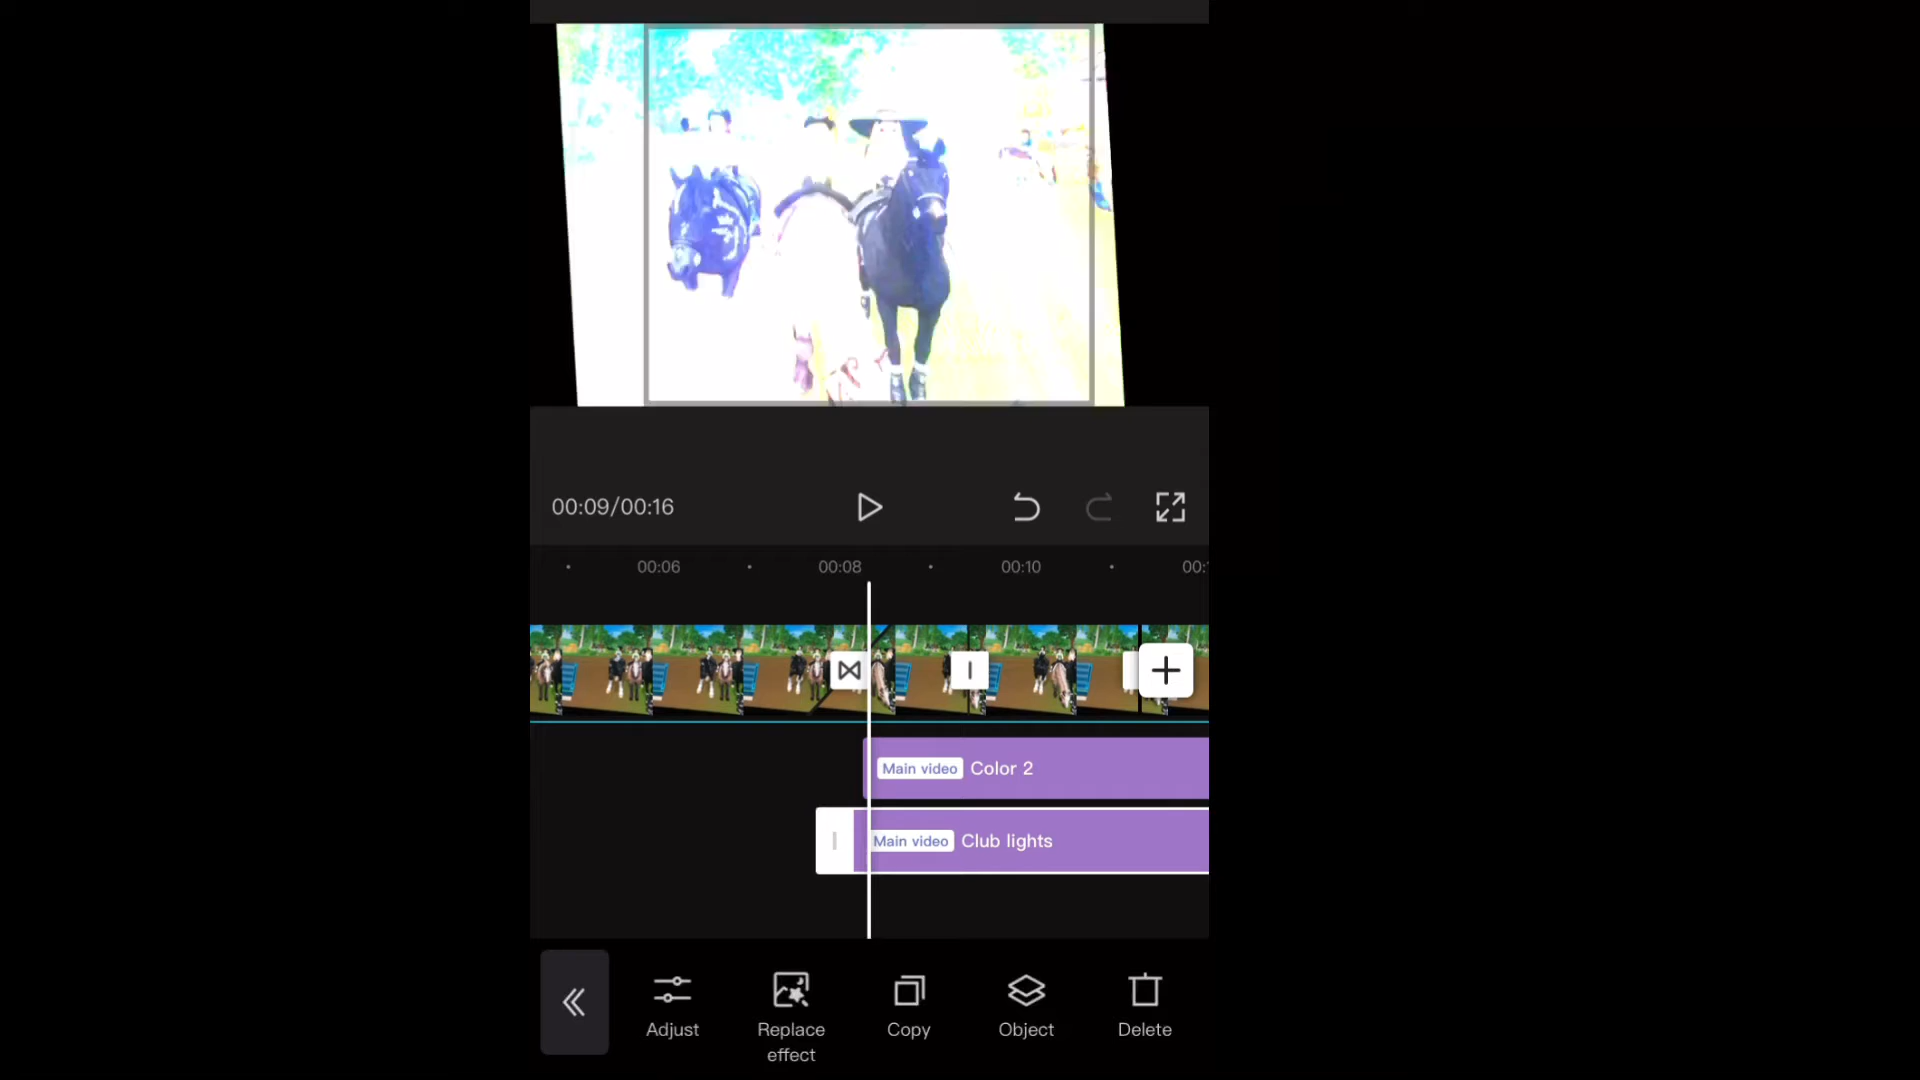 00:09/00:16
00:06 00:08 00:10 00:
Main video Color 2
Main video Club lights
Adjust Replace effect Copy Object Delete